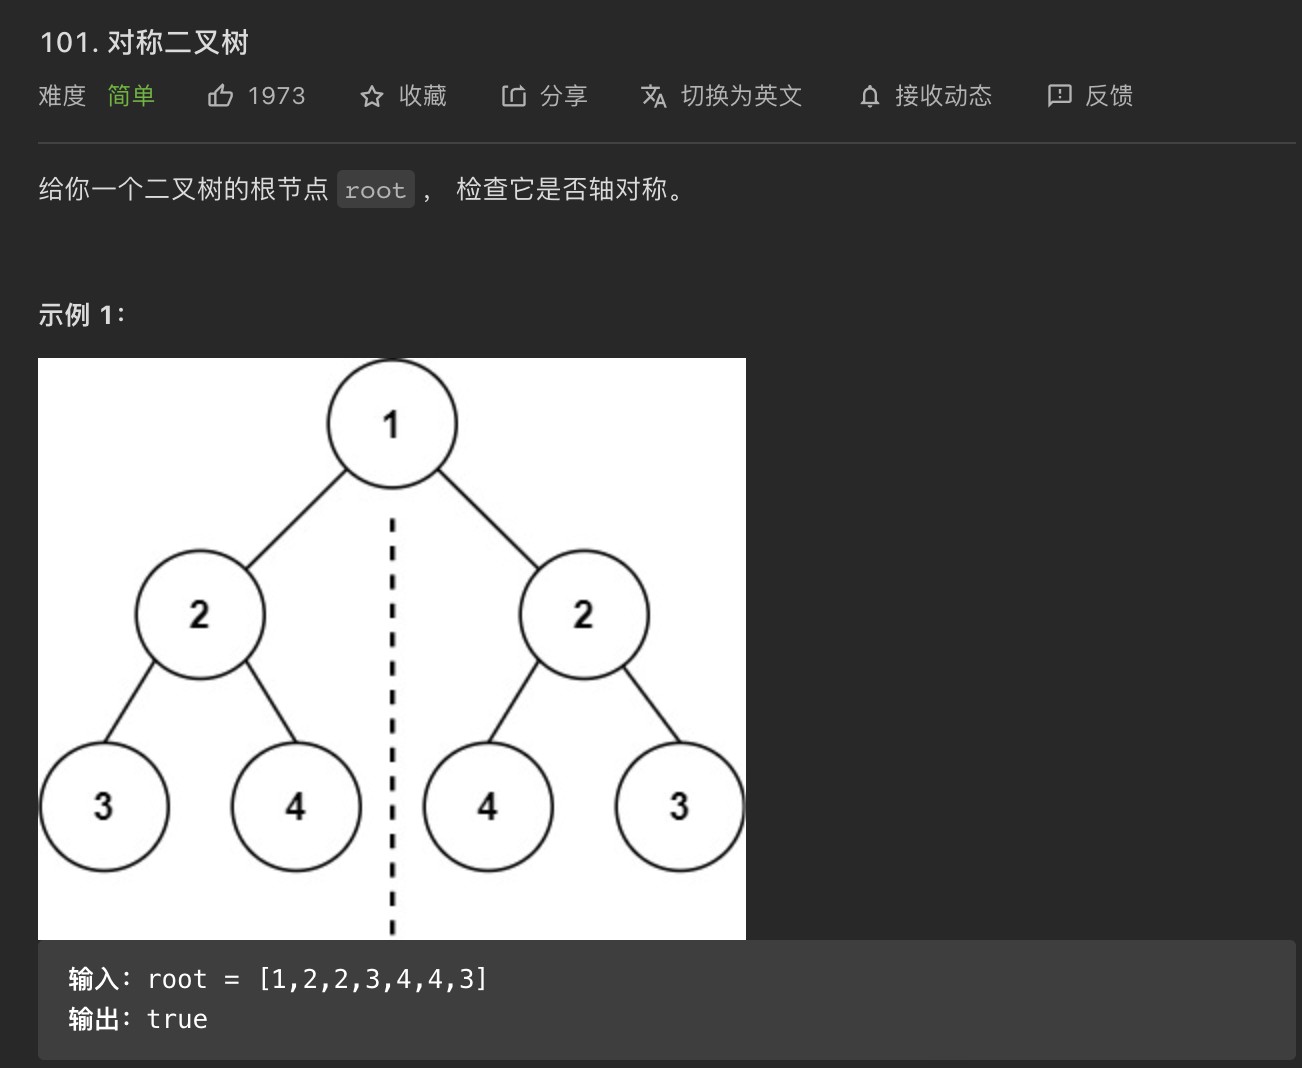 101. 对称二叉树
难度 简单 1973 收藏 分享 切换为英文 接收动态 反馈
给你一个二叉树的根节点 root ， 检查它是否轴对称。
示例 1：
1
2 2
3 4 4 3
输入：root = [1,2,2,3,4,4,3]
输出：true